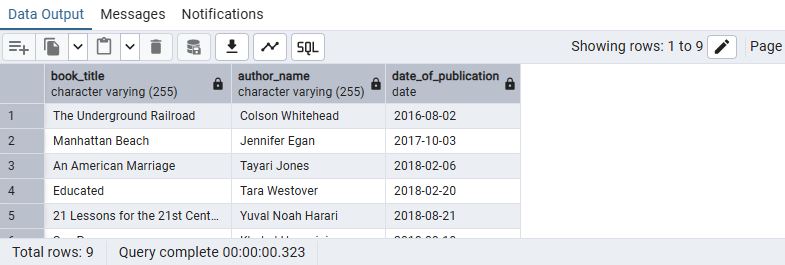 Data Output Messages Notifications
SQL Showing rows: 1 to 9 Page
book_title author_name date_of_publication
character varying (255) character varying (255) date
1 The Underground Railroad Colson Whitehead 2016-08-02
2 Manhattan Beach Jennifer Egan 2017-10-03
3 An American Marriage Tayari Jones 2018-02-06
4 Educated Tara Westover 2018-02-20
5 21 Lessons for the 21st Cent... Yuval Noah Harari 2018-08-21
Total rows: 9 Query complete 00:00:00.323